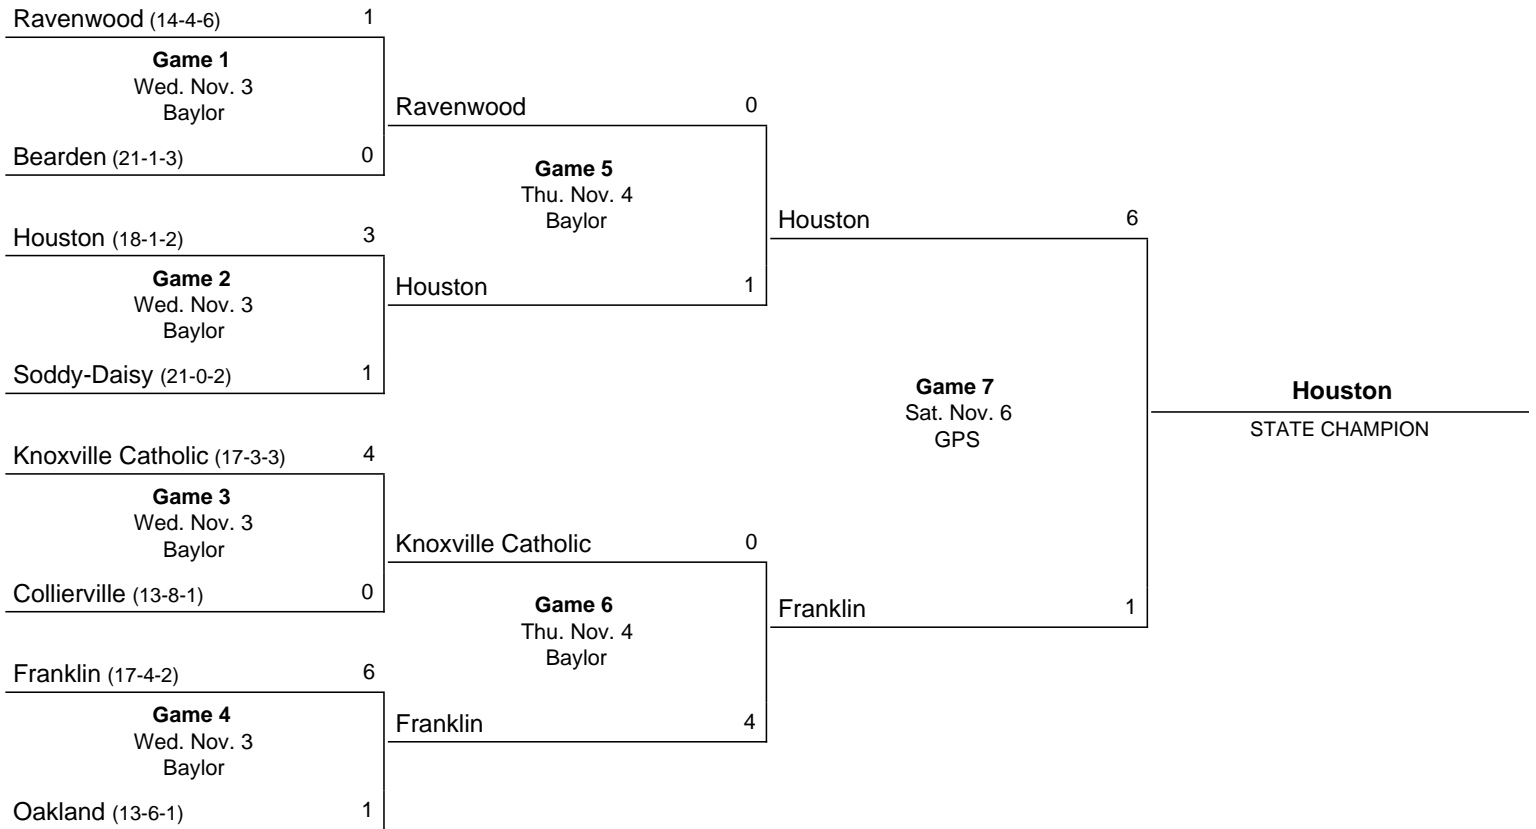 Ravenwood (14-4-6) 1
Game 1
Wed. Nov. 3
Baylor
Bearden (21-1-3) 0
Houston (18-1-2) 3
Game 2
Wed. Nov. 3
Baylor
Soddy-Daisy (21-0-2) 1
Knoxville Catholic (17-3-3) 4
Game 3
Wed. Nov. 3
Baylor
Collierville (13-8-1) 0
Franklin (17-4-2) 6
Game 4
Wed. Nov. 3
Baylor
Oakland (13-6-1) 1
Ravenwood 0
Game 5
Thu. Nov. 4
Baylor
Houston 1
Knoxville Catholic 0
Game 6
Thu. Nov. 4
Baylor
Franklin 4
Houston 6
Game 7
Sat. Nov. 6
GPS
Franklin 1
Houston
STATE CHAMPION